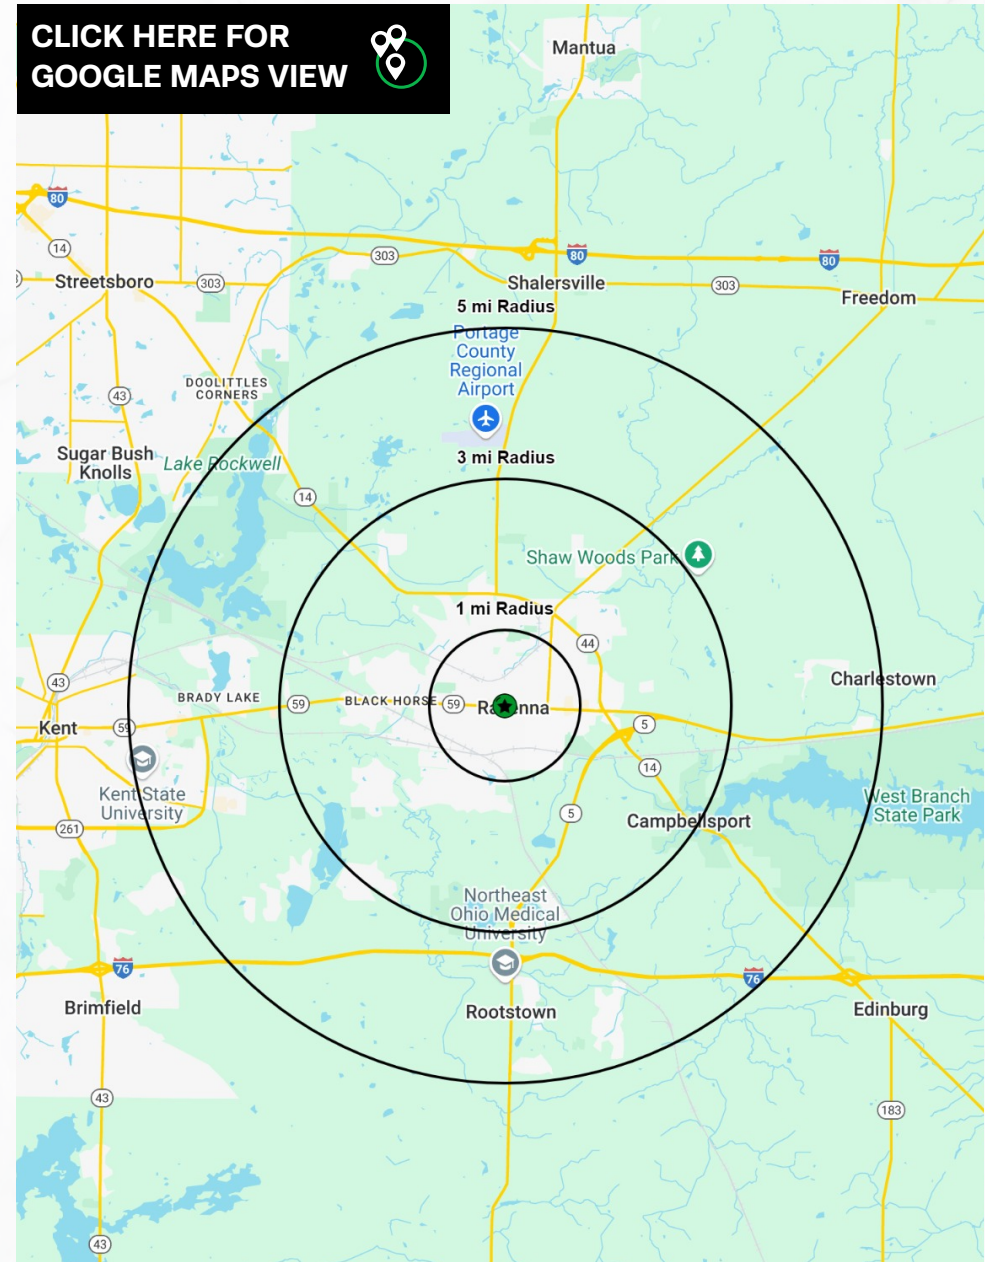 CLICK HERE FOR
GOOGLE MAPS VIEW
Mantua
80
14
303
80
80
Streetsboro
303
Shalersville
303
Freedom
5 mi Radius
Portage
County
Regional
Airport
DOOLITTLES
CORNERS
43
Sugar Bush
Knolls
Lake Rockwell
3 mi Radius
14
Shaw Woods Park
1 mi Radius
44
43
BRADY LAKE
59
BLACK HORSE
59
Ravenna
Charlestown
Kent
59
5
14
Kent State
University
261
5
Campbellsport
West Branch
State Park
Northeast
Ohio Medical
University
76
76
Brimfield
Rootstown
Edinburg
43
183
43